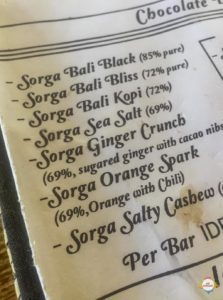 Chocolate
- Sorga Bali Black (85% pure)
- Sorga Bali Bliss (72% pure)
- Sorga Bali Kopi (72%)
- Sorga Sea Salt (69%)
- Sorga Ginger Crunch
(69%, sugared ginger with cacao nibs
- Sorga Orange Spark
(69%, Orange with Chili)
- Sorga Salty Cashew (
Per Bar IDR